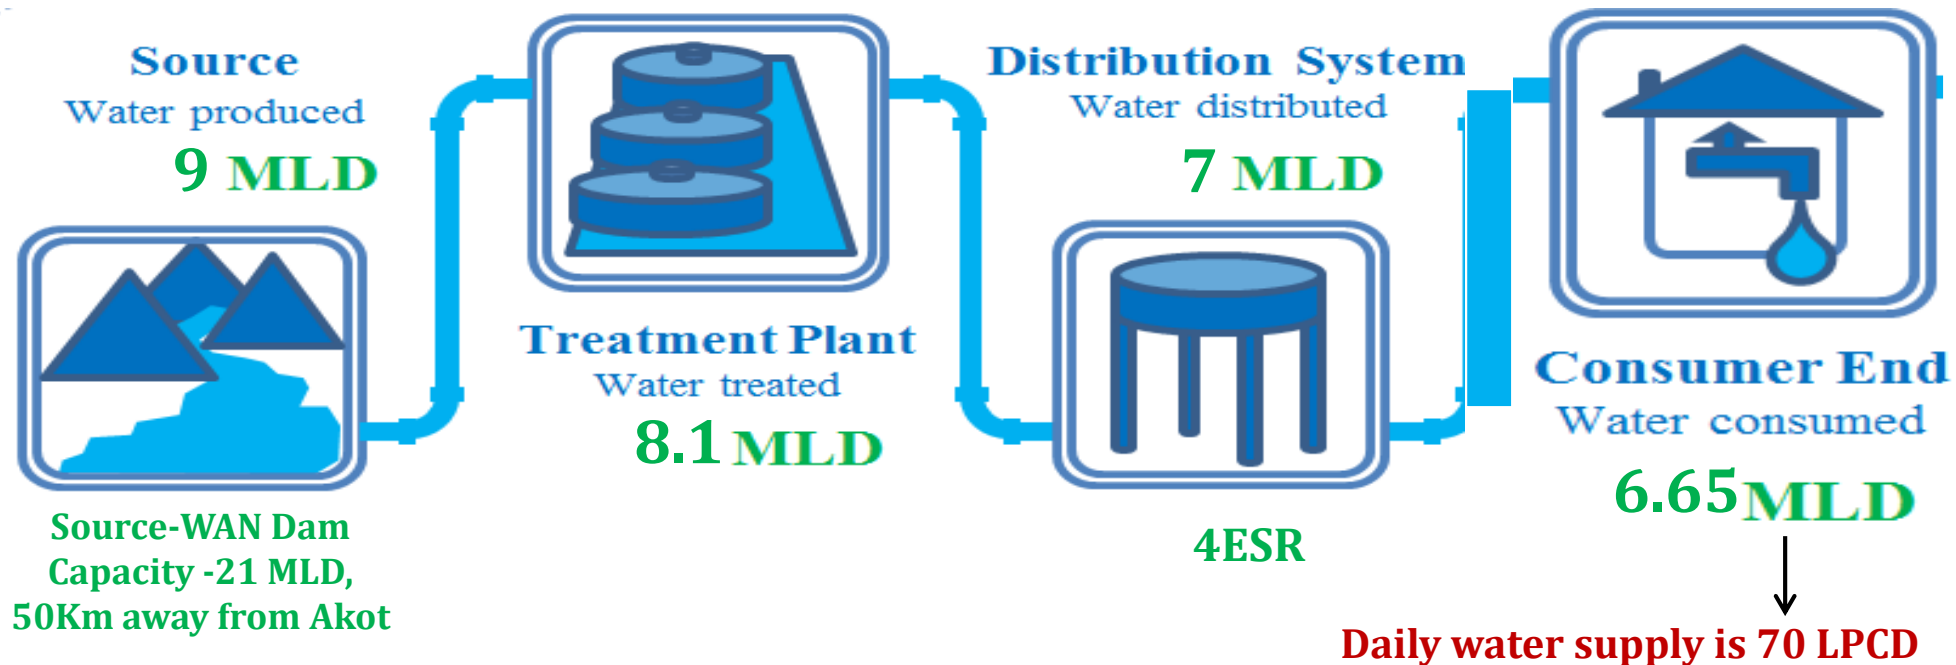 Source
Water produced
9 MLD
Source-WAN Dam
Capacity -21 MLD,
50Km away from Akot
Treatment Plant
Water treated
8.1 MLD
Distribution System
Water distributed
7 MLD
4ESR
Consumer End
Water consumed
6.65 MLD
Daily water supply is 70 LPCD